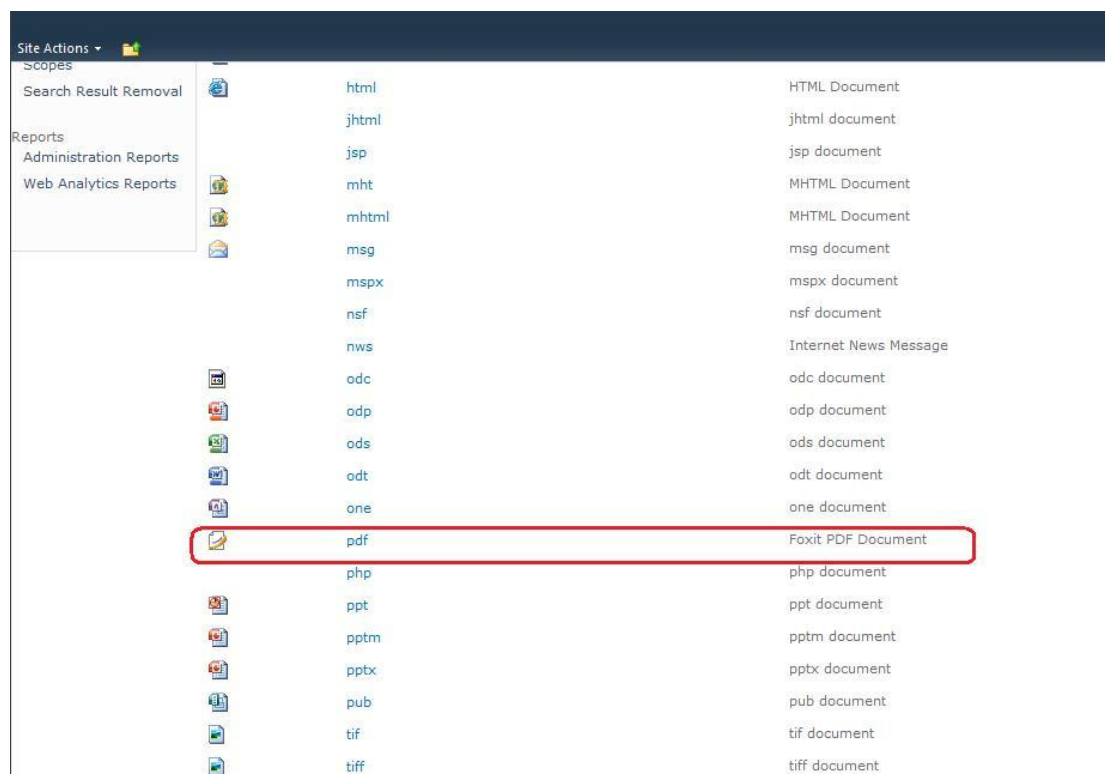 Site Actions
Scopes
Search Result Removal
Reports
Administration Reports
Web Analytics Reports
html HTML Document
jhtml jhtml document
jsp jsp document
mht MHTML Document
mhtml MHTML Document
msg msg document
mspx mspx document
nsf nsf document
nws Internet News Message
odc odc document
odp odp document
ods ods document
odt odt document
one one document
pdf Foxit PDF Document
php php document
ppt ppt document
pptm pptm document
pptx pptx document
pub pub document
tif tif document
tiff tiff document